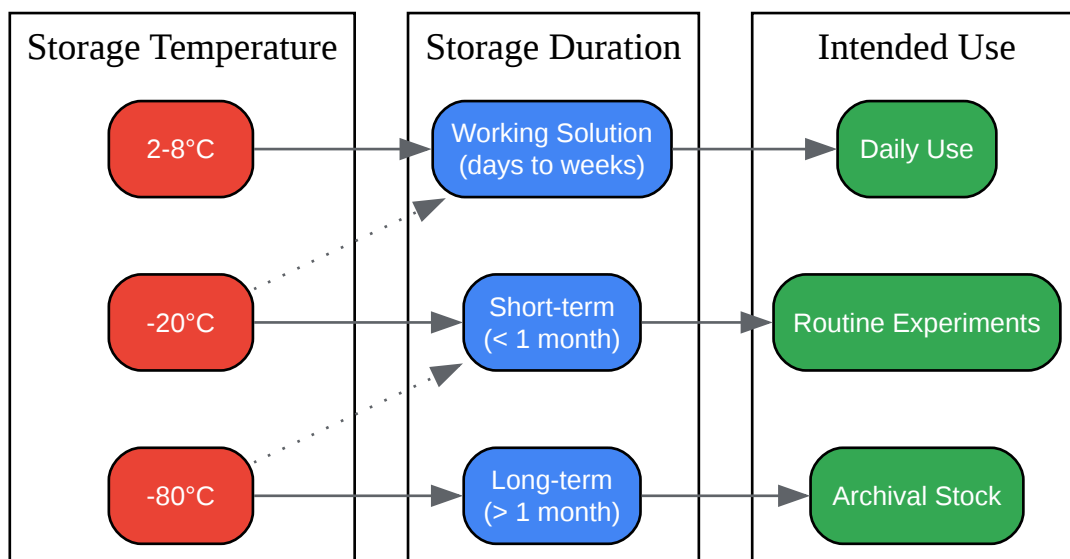 Storage Temperature
Storage Duration
Intended Use
2-8°C
Working Solution
(days to weeks)
Daily Use
-20°C
Short-term
(< 1 month)
Routine Experiments
-80°C
Long-term
(> 1 month)
Archival Stock